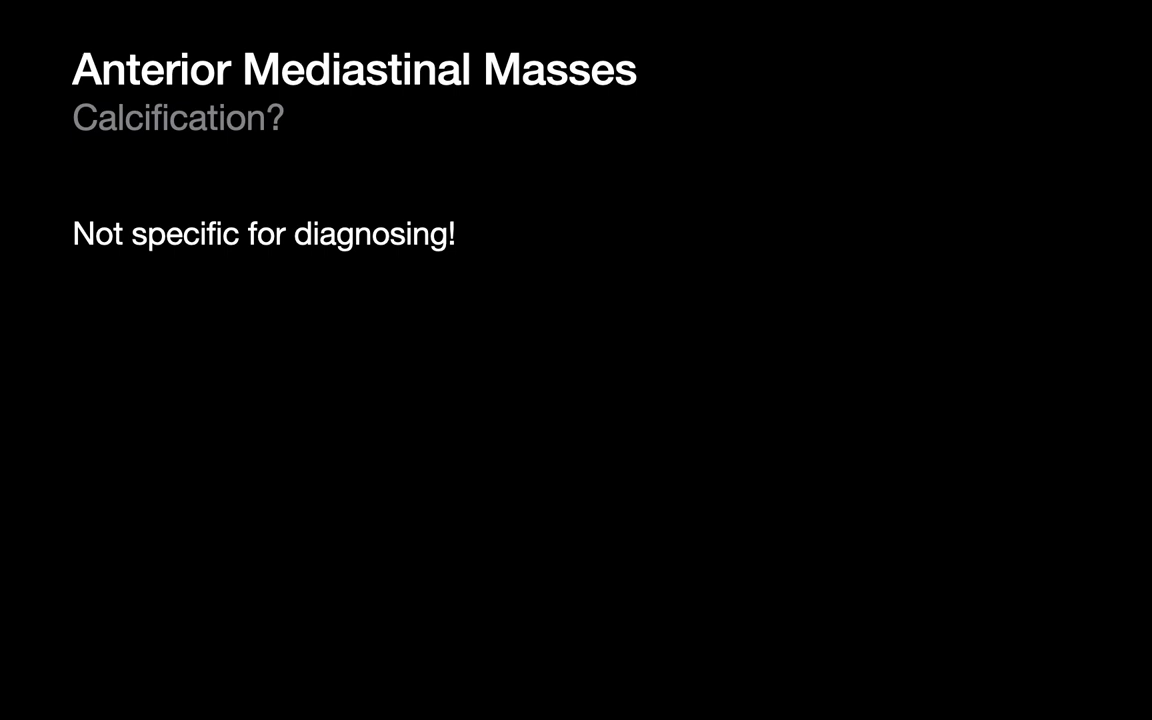 Anterior Mediastinal Masses
Calcification?
Not specific for diagnosing!